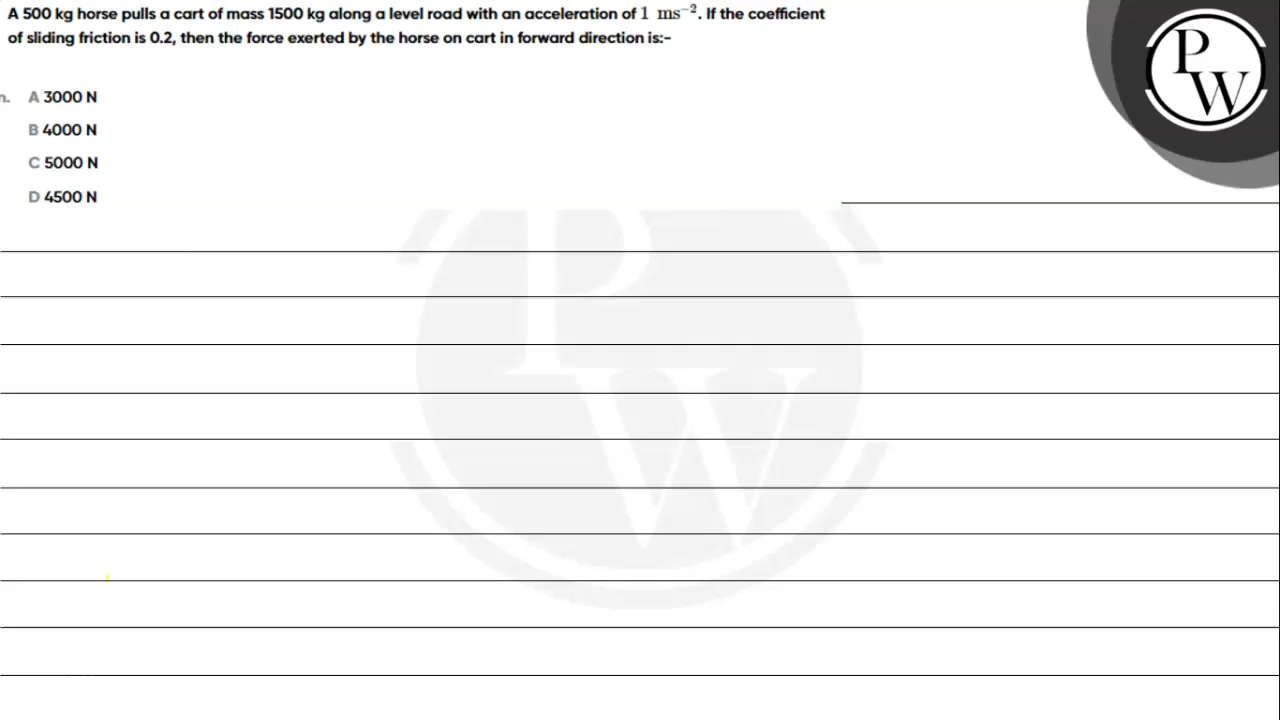 A 500 kg horse pulls a cart of mass 1500 kg along a level road with an acceleration of 1 ms⁻². If the coefficient
of sliding friction is 0.2, then the force exerted by the horse on cart in forward direction is:-
n. A 3000 N
B 4000 N
C 5000 N
D 4500 N
P
W
P
W